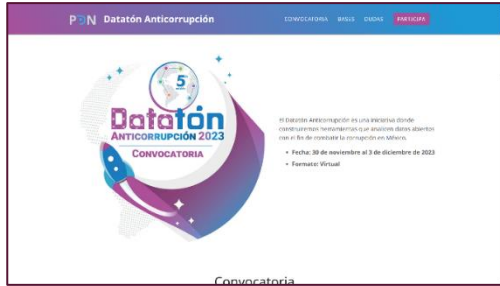 PDN Datatón Anticorrupción
CONVOCATORIA BASES DUDAS PARTICIPA
5
Datatón
ANTICORRUPCIÓN 2023
CONVOCATORIA
El Datatón Anticorrupción es una iniciativa donde
construiremos herramientas que analicen datos abiertos
con el fin de combatir la corrupción en México.
• Fecha: 30 de noviembre al 3 de diciembre de 2023
• Formato: Virtual
Convocatoria